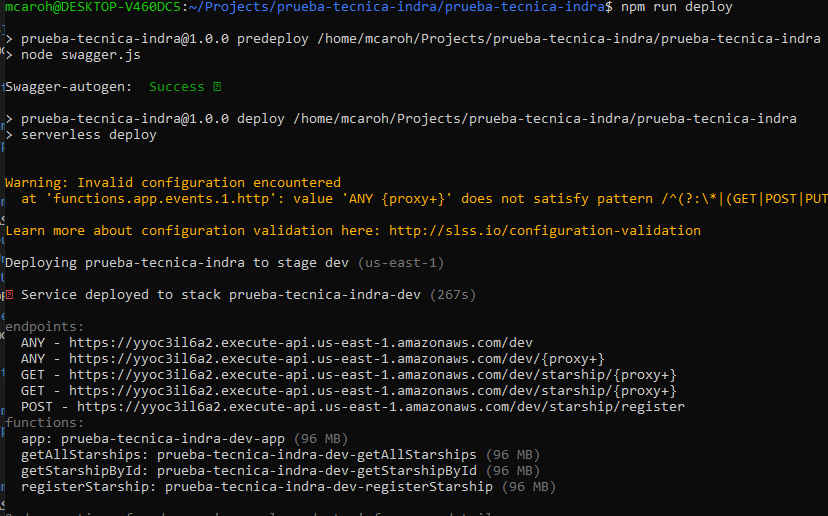 mcaroh@DESKTOP-V460DC5:~/Projects/prueba-tecnica-indra/prueba-tecnica-indra$ npm run deploy
> prueba-tecnica-indra@1.0.0 predeploy /home/mcaroh/Projects/prueba-tecnica-indra/prueba-tecnica-indra
> node swagger.js
Swagger-autogen:  Success
> prueba-tecnica-indra@1.0.0 deploy /home/mcaroh/Projects/prueba-tecnica-indra/prueba-tecnica-indra
> serverless deploy
Warning: Invalid configuration encountered
  at 'functions.app.events.1.http': value 'ANY {proxy+}' does not satisfy pattern /^(?:\*|(GET|POST|PUT
Learn more about configuration validation here: http://slss.io/configuration-validation
Deploying prueba-tecnica-indra to stage dev (us-east-1)
Service deployed to stack prueba-tecnica-indra-dev (267s)
endpoints:
  ANY - https://yyoc3il6a2.execute-api.us-east-1.amazonaws.com/dev
  ANY - https://yyoc3il6a2.execute-api.us-east-1.amazonaws.com/dev/{proxy+}
  GET - https://yyoc3il6a2.execute-api.us-east-1.amazonaws.com/dev/starship/{proxy+}
  GET - https://yyoc3il6a2.execute-api.us-east-1.amazonaws.com/dev/starship/{proxy+}
  POST - https://yyoc3il6a2.execute-api.us-east-1.amazonaws.com/dev/starship/register
functions:
  app: prueba-tecnica-indra-dev-app (96 MB)
  getAllStarships: prueba-tecnica-indra-dev-getAllStarships (96 MB)
  getStarshipById: prueba-tecnica-indra-dev-getStarshipById (96 MB)
  registerStarship: prueba-tecnica-indra-dev-registerStarship (96 MB)